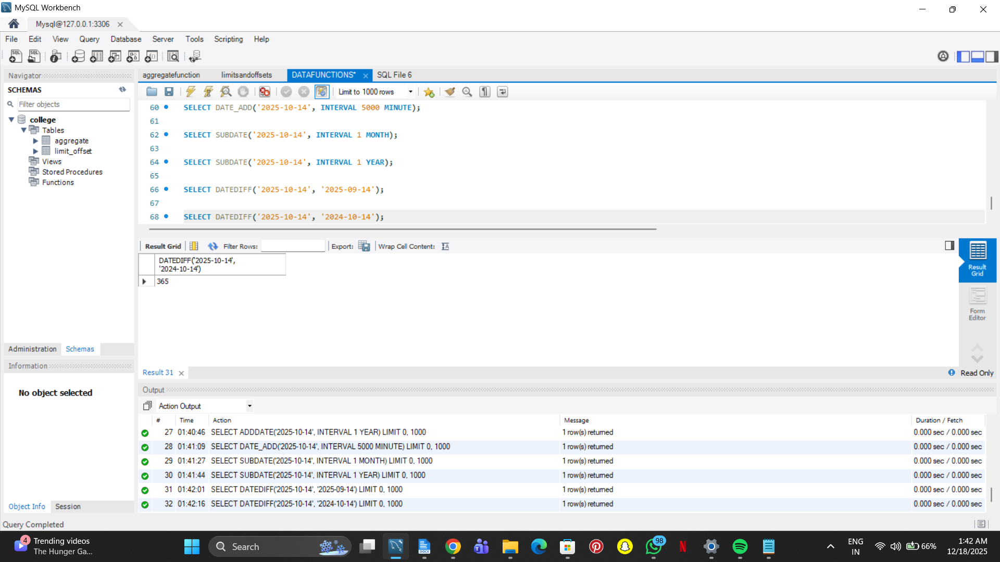 MySQL Workbench
Mysql@127.0.0.1:3306
File Edit View Query Database Server Tools Scripting Help
Navigator
SCHEMAS
Filter objects
college
Tables
aggregate
limit_offset
Views
Stored Procedures
Functions
Administration Schemas
Information
No object selected
Object Info Session
aggregatefunction limitsandoffsets DATAFUNCTIONS* SQL File 6
Limit to 1000 rows
60 SELECT DATE_ADD('2025-10-14', INTERVAL 5000 MINUTE);
61
62 SELECT SUBDATE('2025-10-14', INTERVAL 1 MONTH);
63
64 SELECT SUBDATE('2025-10-14', INTERVAL 1 YEAR);
65
66 SELECT DATEDIFF('2025-10-14', '2025-09-14');
67
68 SELECT DATEDIFF('2025-10-14', '2024-10-14');
Result Grid Filter Rows: Export: Wrap Cell Content:
DATEDIFF('2025-10-14',
'2024-10-14')
365
Result
Grid
Form
Editor
Result 31
Read Only
Output
Action Output
# Time Action Message Duration / Fetch
27 01:40:46 SELECT ADDDATE('2025-10-14', INTERVAL 1 YEAR) LIMIT 0, 1000 1 row(s) returned 0.000 sec / 0.000 sec
28 01:41:09 SELECT DATE_ADD('2025-10-14', INTERVAL 5000 MINUTE) LIMIT 0, 1000 1 row(s) returned 0.000 sec / 0.000 sec
29 01:41:27 SELECT SUBDATE('2025-10-14', INTERVAL 1 MONTH) LIMIT 0, 1000 1 row(s) returned 0.000 sec / 0.000 sec
30 01:41:44 SELECT SUBDATE('2025-10-14', INTERVAL 1 YEAR) LIMIT 0, 1000 1 row(s) returned 0.000 sec / 0.000 sec
31 01:42:01 SELECT DATEDIFF('2025-10-14', '2025-09-14') LIMIT 0, 1000 1 row(s) returned 0.000 sec / 0.000 sec
32 01:42:16 SELECT DATEDIFF('2025-10-14', '2024-10-14') LIMIT 0, 1000 1 row(s) returned 0.000 sec / 0.000 sec
Query Completed
4
Trending videos
The Hunger Ga...
Search
DOCX
98
ENG
IN
66%
1:42 AM
12/18/2025